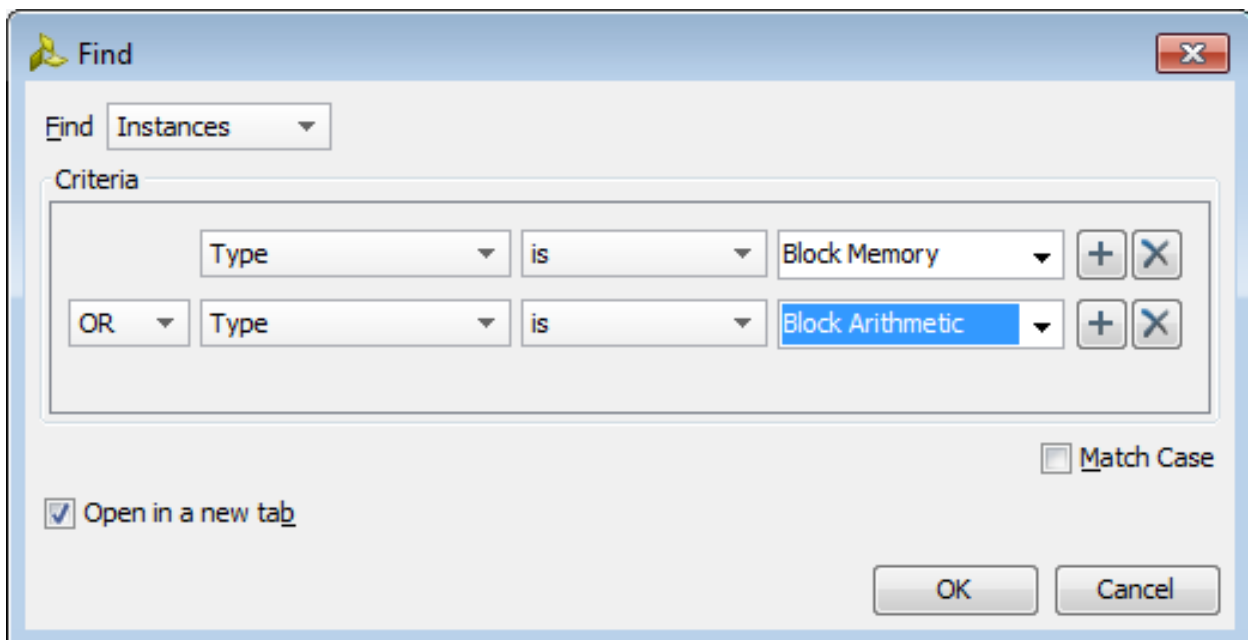 Find
Find Instances
Criteria
Type is Block Memory
OR Type is Block Arithmetic
Match Case
Open in a new tab
OK Cancel